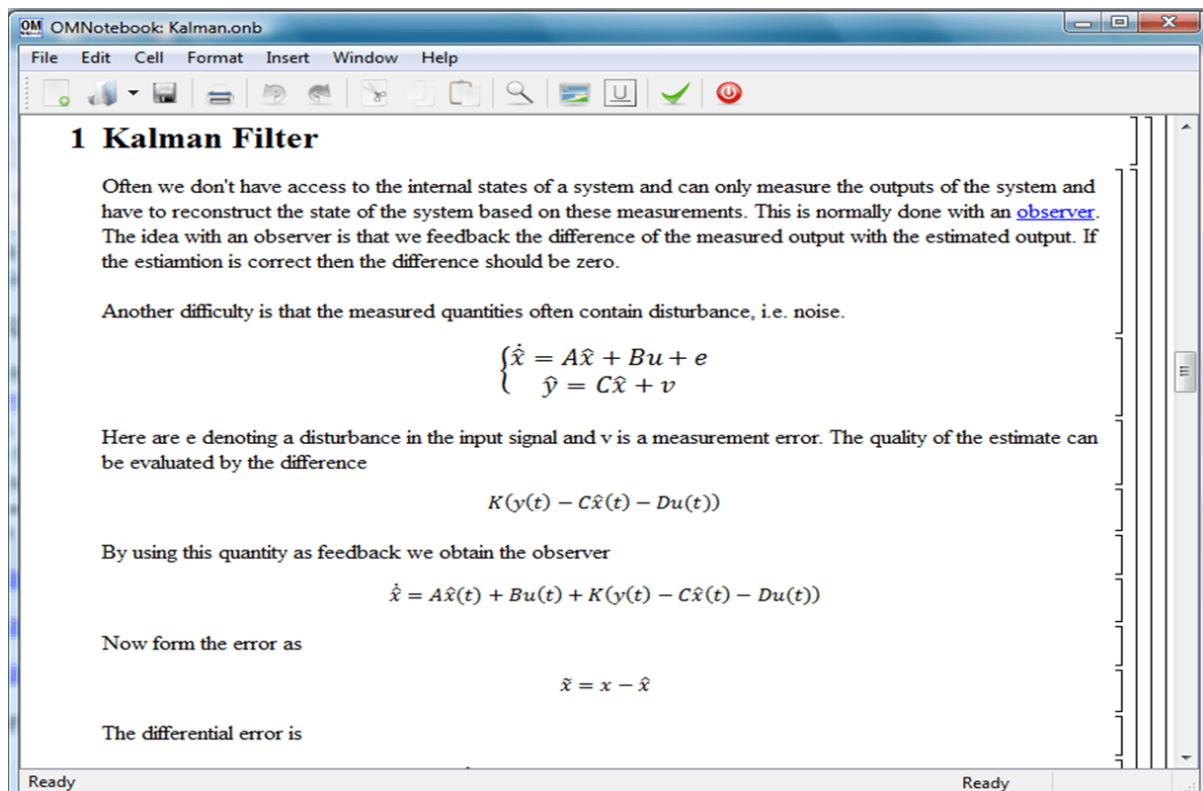 OM OMNotebook: Kalman.onb
File Edit Cell Format Insert Window Help
U
1 Kalman Filter
Often we don't have access to the internal states of a system and can only measure the outputs of the system and
have to reconstruct the state of the system based on these measurements. This is normally done with an observer.
The idea with an observer is that we feedback the difference of the measured output with the estimated output. If
the estiamtion is correct then the difference should be zero.
Another difficulty is that the measured quantities often contain disturbance, i.e. noise.
{ẋ̂ = Ax̂ + Bu + e
ŷ = Cx̂ + v
Here are e denoting a disturbance in the input signal and v is a measurement error. The quality of the estimate can
be evaluated by the difference
K(y(t) − Cx̂(t) − Du(t))
By using this quantity as feedback we obtain the observer
ẋ̂ = Ax̂(t) + Bu(t) + K(y(t) − Cx̂(t) − Du(t))
Now form the error as
x̃ = x − x̂
The differential error is
Ready Ready